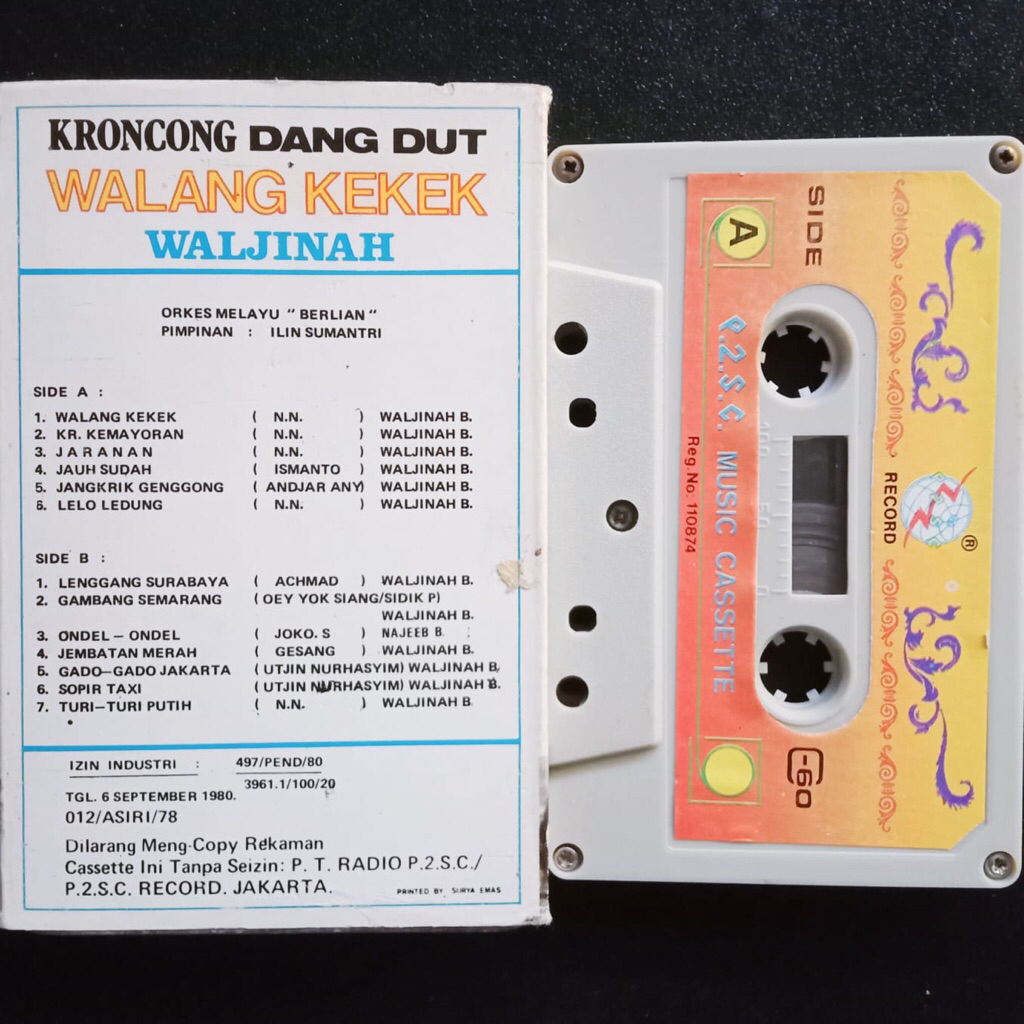 KRONCONG DANG DUT
WALANG KEKEK
WALJINAH
ORKES MELAYU " BERLIAN "
PIMPINAN : ILIN SUMANTRI
SIDE A :
1. WALANG KEKEK ( N.N. ) WALJINAH B.
2. KR. KEMAYORAN ( N.N. ) WALJINAH B.
3. J A R A N A N ( N.N. ) WALJINAH B.
4. JAUH SUDAH ( ISMANTO ) WALJINAH B.
5. JANGKRIK GENGGONG ( ANDJAR ANY) WALJINAH B.
6. LELO LEDUNG ( N.N. ) WALJINAH B.
SIDE B :
1. LENGGANG SURABAYA ( ACHMAD ) WALJINAH B.
2. GAMBANG SEMARANG ( OEY YOK SIANG/SIDIK P)
WALJINAH B.
3. ONDEL - ONDEL ( JOKO. S ) NAJEEB B.
4. JEMBATAN MERAH ( GESANG ) WALJINAH B.
5. GADO-GADO JAKARTA ( UTJIN NURHASYIM) WALJINAH B.
6. SOPIR TAXI ( UTJIN NURHASYIM) WALJINAH B.
7. TURI-TURI PUTIH ( N.N. ) WALJINAH B.
IZIN INDUSTRI : 497/PEND/80
3961.1/100/20
TGL. 6 SEPTEMBER 1980.
012/ASIRI/78
Dilarang Meng-Copy Rekaman
Cassette Ini Tanpa Seizin: P. T. RADIO P.2.S.C./
P.2.S.C. RECORD. JAKARTA.
PRINTED BY SURYA EMAS
SIDE
A
P.2.S.C. MUSIC CASSETTE
Reg.No: 110874
100 50 0
RECORD
®
C-60